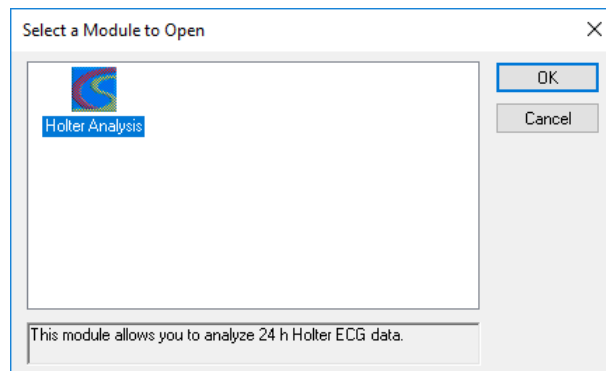 Select a Module to Open
OK
Holter Analysis
Cancel
This module allows you to analyze 24 h Holter ECG data.